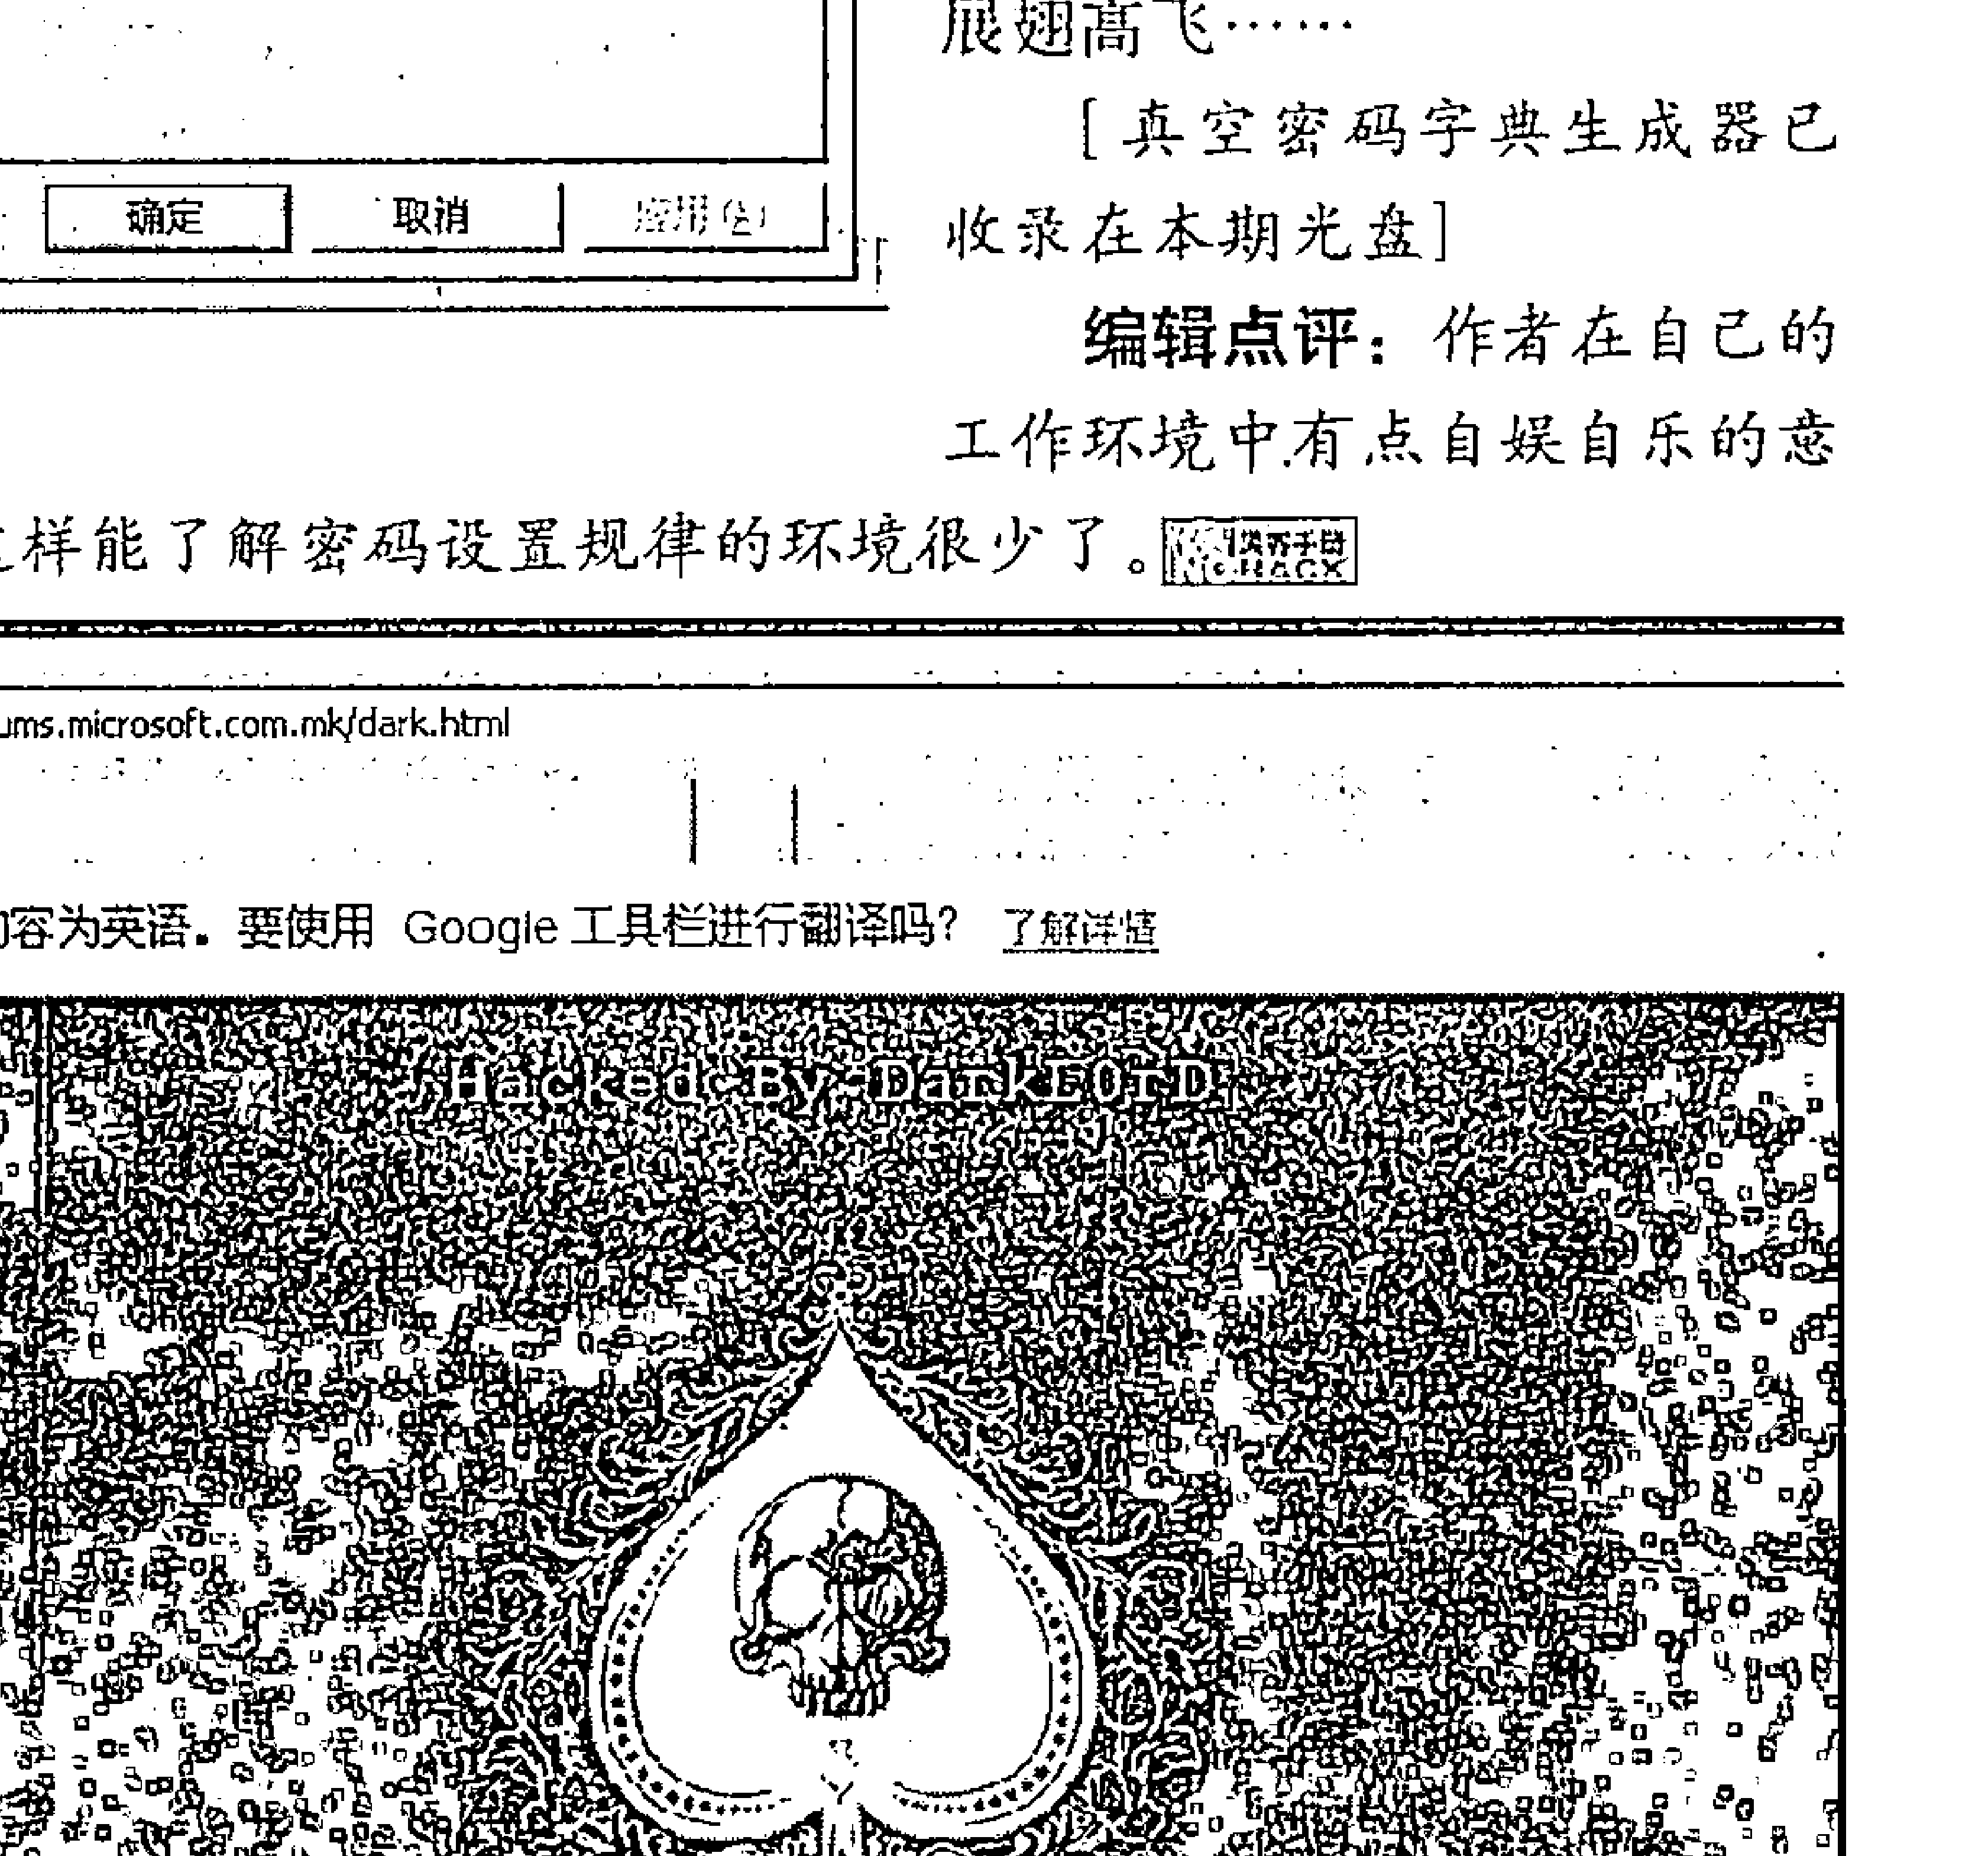 展翅高飞……
[真空密码字典生成器已
收录在本期光盘]
确定 取消 应用(A)
编辑点评：作者在自己的
工作环境中有点自娱自乐的意
样能了解密码设置规律的环境很少了。
ums.microsoft.com.mk/dark.html
容为英语。要使用 Google 工具栏进行翻译吗？ 了解详情
Hacked By DarkL0rD